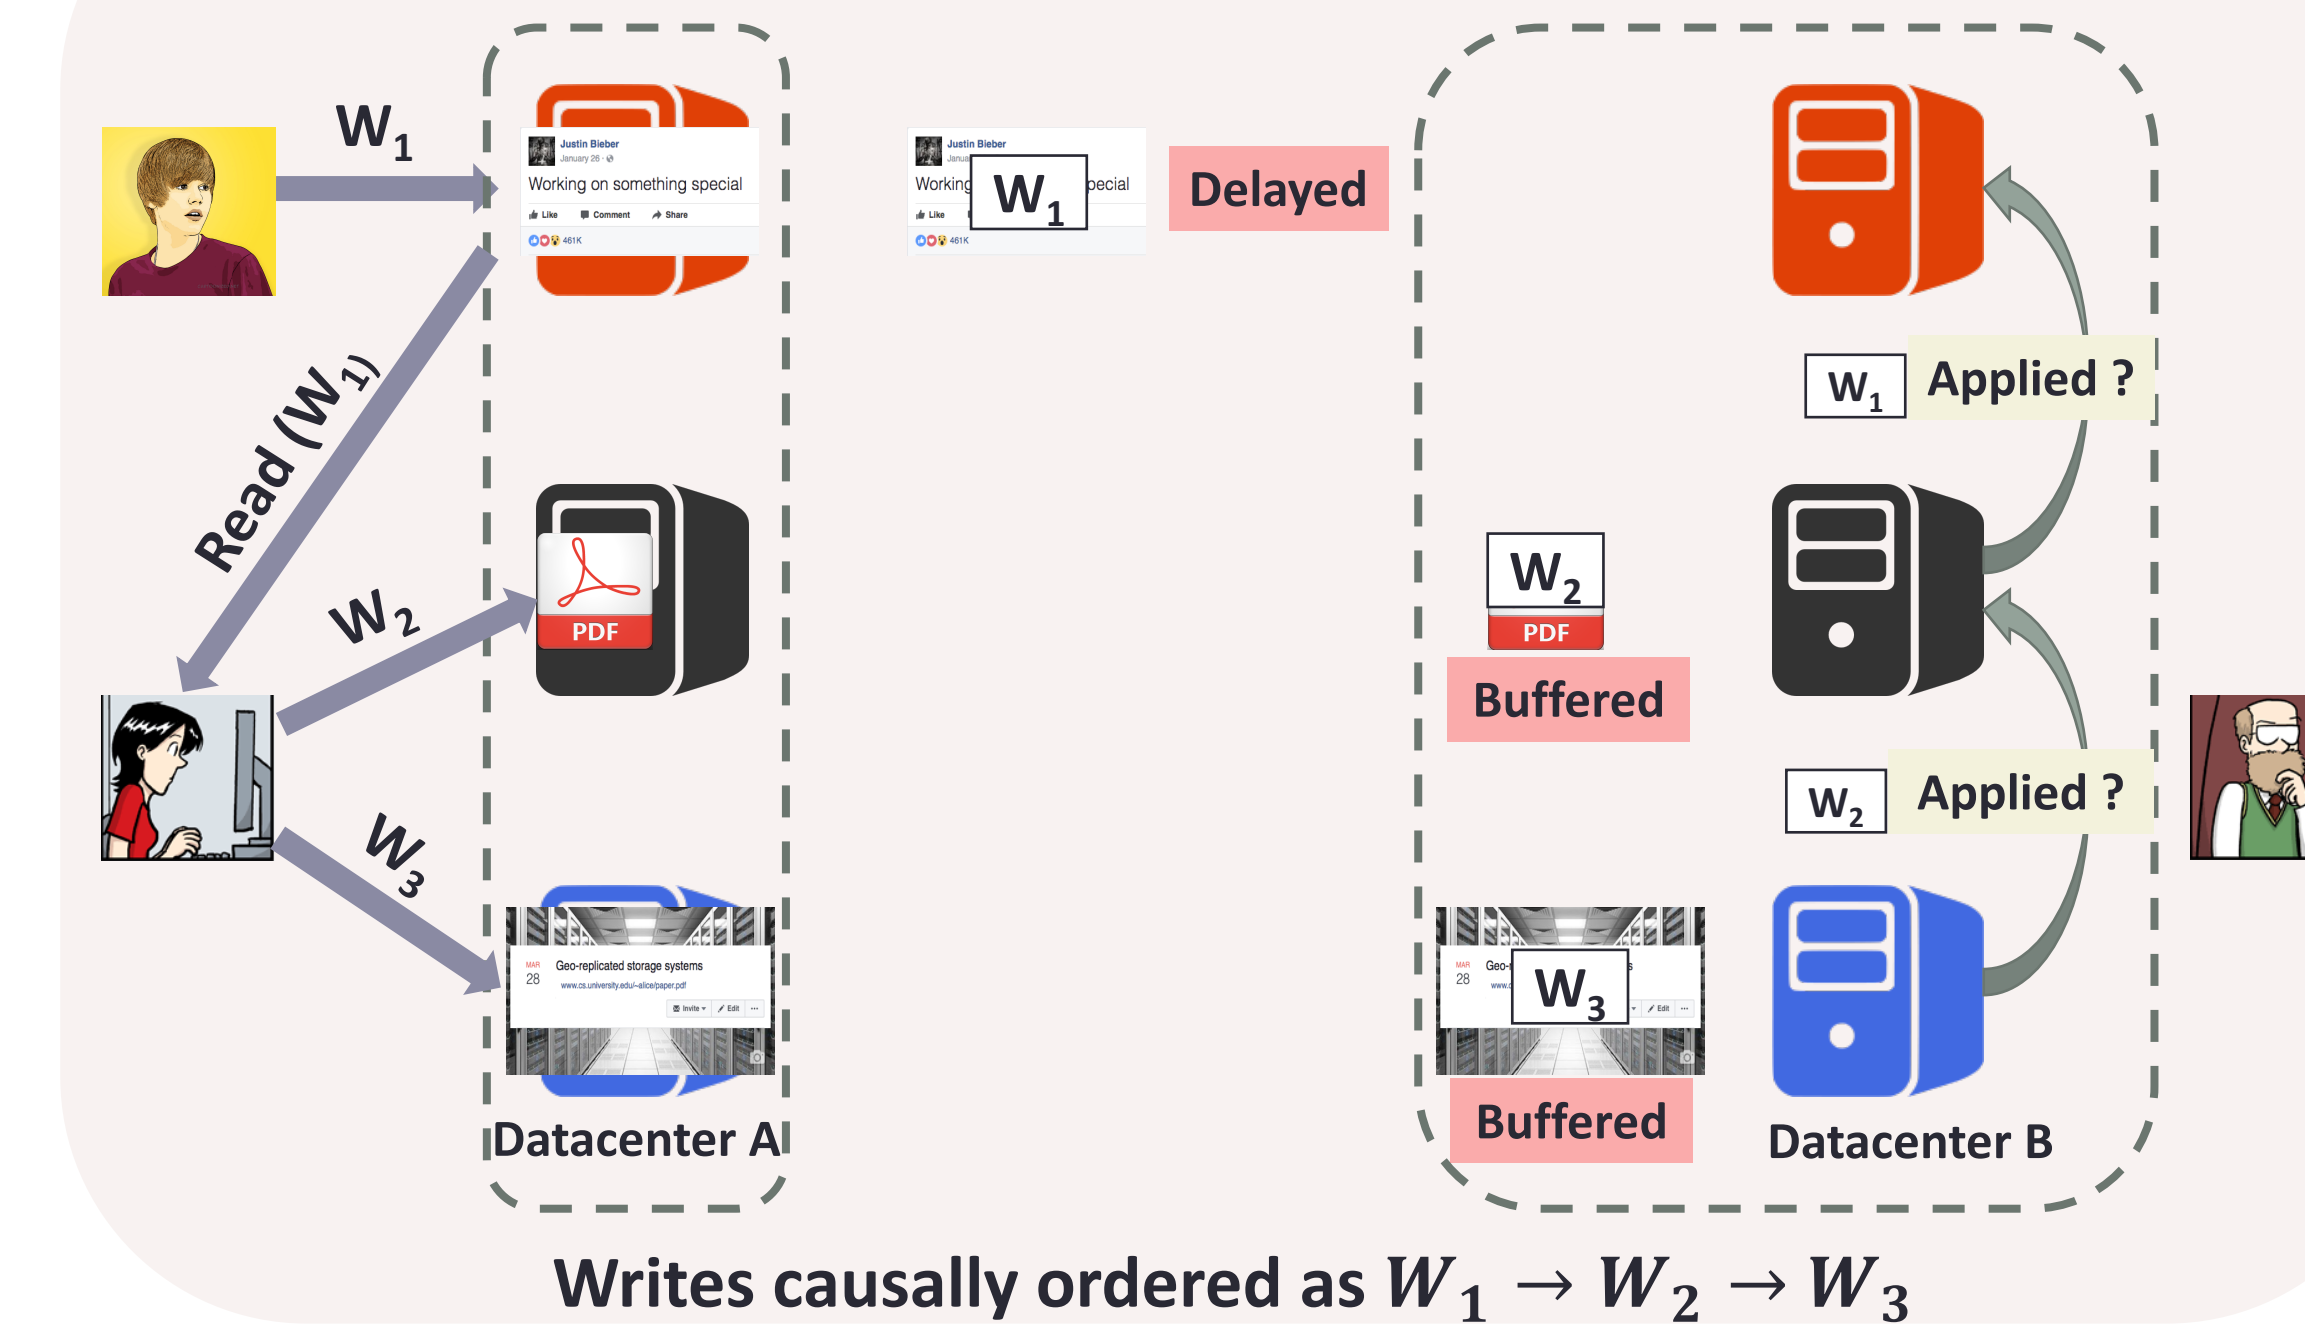 W1
Justin Bieber
January 26
Working on something special
Like Comment Share
461K
Justin Bieber
Janua
Working pecial
Like
461K
W1
Delayed
Read (W1)
W1 Applied ?
W2
PDF
W2
PDF
Buffered
W2 Applied ?
W3
MAR
28
Geo-replicated storage systems
www.cs.university.edu/~alice/paper.pdf
Invite Edit ...
MAR
28
Geo-r s
www.c
Edit ...
W3
Buffered
Datacenter A
Datacenter B
Writes causally ordered as W1 → W2 → W3